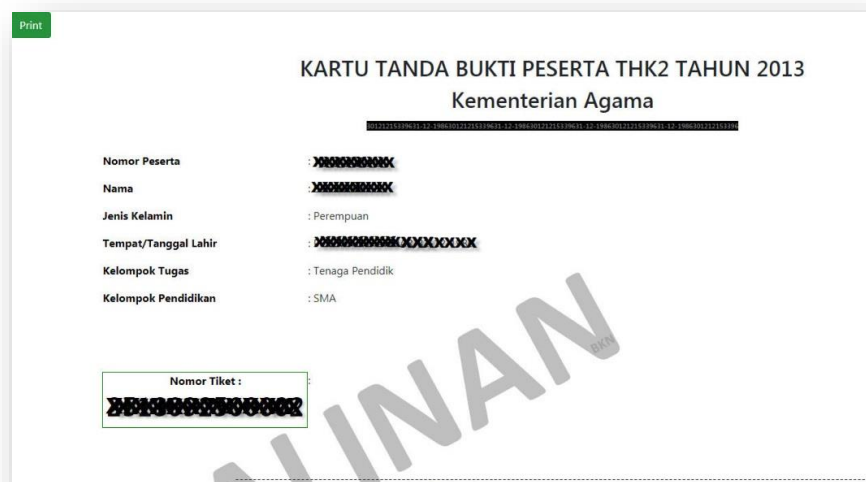 Print
KARTU TANDA BUKTI PESERTA THK2 TAHUN 2013
Kementerian Agama
Nomor Peserta :
Nama :
Jenis Kelamin : Perempuan
Tempat/Tanggal Lahir :
Kelompok Tugas : Tenaga Pendidik
Kelompok Pendidikan : SMA
BKN
Nomor Tiket : :